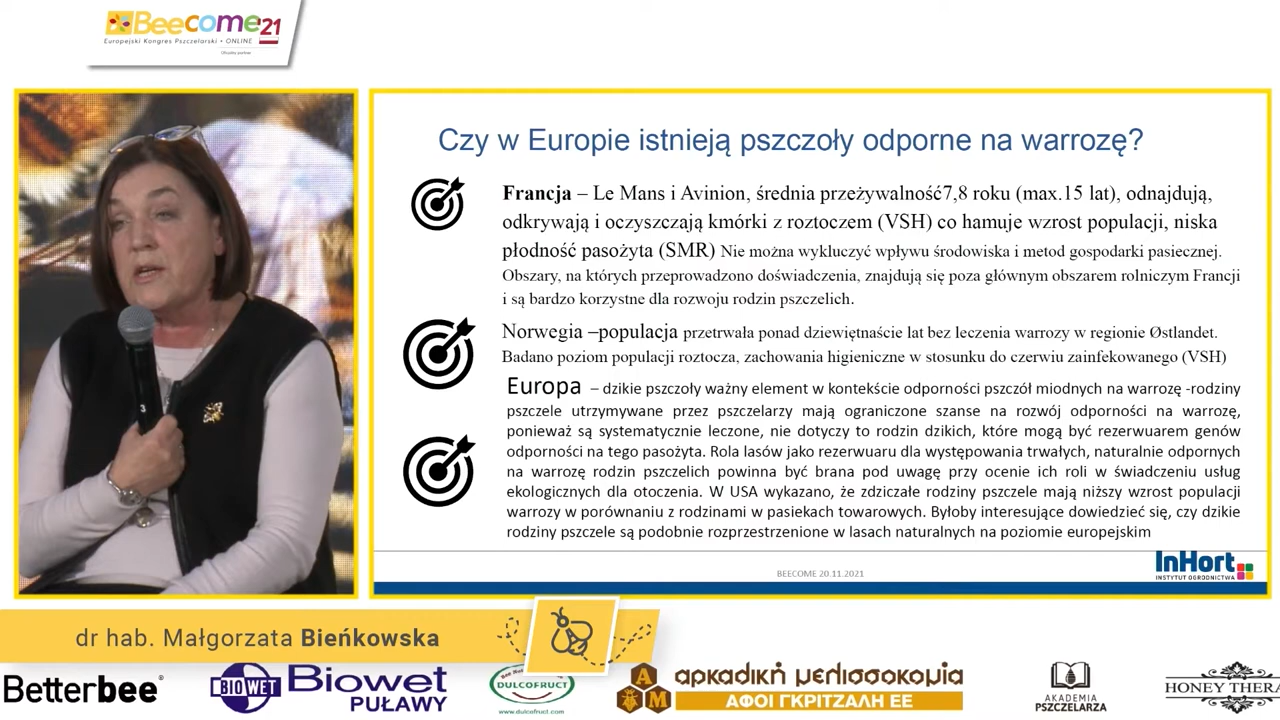 Beecome'21
Europejski Kongres Pszczelarski • ONLINE
Czy w Europie istnieją pszczoły odporne na warrozę?
Francja – Le Mans i Avinion, średnia przeżywalność7,8 roku (max.15 lat), odnajdują,
odkrywają i oczyszczają kmórki z roztoczem (VSH) co hamuje wzrost populacji, niska
płodność pasożyta (SMR) Nie można wykluczyć wpływu środowiska i metod gospodarki pasiecznej.
Obszary, na których przeprowadzono doświadczenia, znajdują się poza głównym obszarem rolniczym Francji
i są bardzo korzystne dla rozwoju rodzin pszczelich.
Norwegia –populacja przetrwała ponad dziewiętnaście lat bez leczenia warrozy w regionie Østlandet.
Badano poziom populacji roztocza, zachowania higieniczne w stosunku do czerwiu zainfekowanego (VSH)
Europa – dzikie pszczoły ważny element w kontekście odporności pszczół miodnych na warrozę -rodziny
pszczele utrzymywane przez pszczelarzy mają ograniczone szanse na rozwój odporności na warrozę,
ponieważ są systematycznie leczone, nie dotyczy to rodzin dzikich, które mogą być rezerwuarem genów
odporności na tego pasożyta. Rola lasów jako rezerwuaru dla występowania trwałych, naturalnie odpornych
na warrozę rodzin pszczelich powinna być brana pod uwagę przy ocenie ich roli w świadczeniu usług
ekologicznych dla otoczenia. W USA wykazano, że zdziczałe rodziny pszczele mają niższy wzrost populacji
warrozy w porównaniu z rodzinami w pasiekach towarowych. Byłoby interesujące dowiedzieć się, czy dzikie
rodziny pszczele są podobnie rozprzestrzenione w lasach naturalnych na poziomie europejskim
BEECOME 20.11.2021
InHort
INSTYTUT OGRODNICTWA
3
dr hab. Małgorzata Bieńkowska
Betterbee®
BIOWET
Biowet
PUŁAWY
DULCOFRUCT
www.dulcofruct.com
A
M
αρκαδική μελισσοκομία
ΑΦΟΙ ΓΚΡΙΤΖΑΛΗ ΕΕ
AKADEMIA
PSZCZELARZA
HONEY THERA